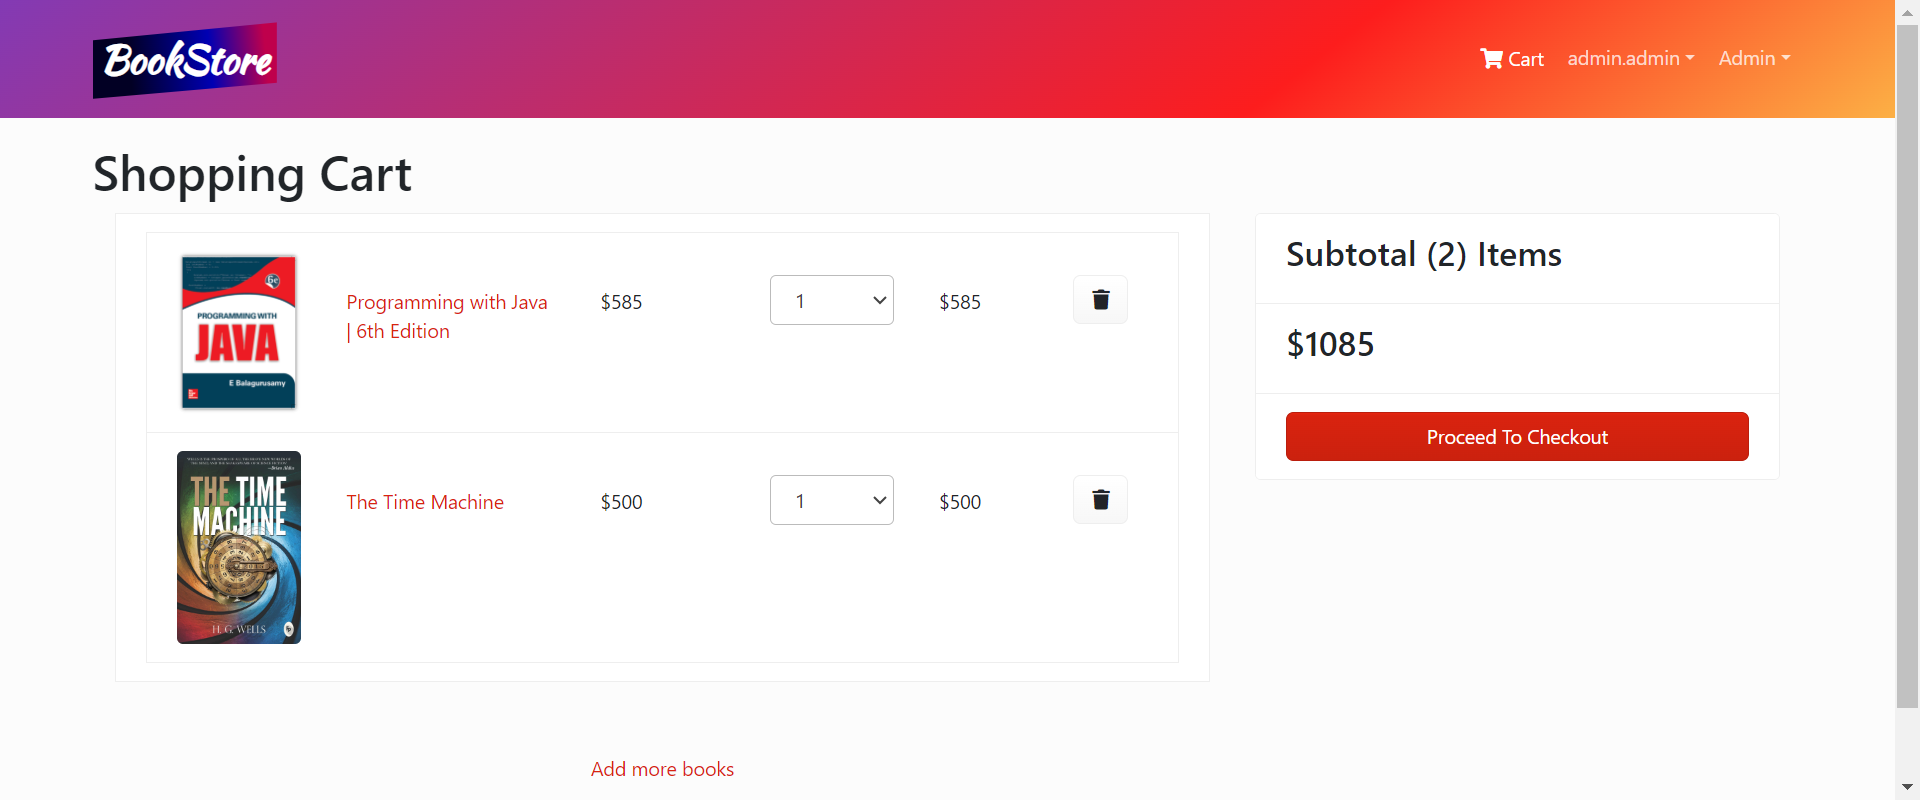 BookStore
Cart
admin.admin
Admin
Shopping Cart
6e
PROGRAMMING WITH
JAVA
E Balagurusamy
Programming with Java
| 6th Edition
$585
1
$585
THE TIME
MACHINE
H. G. WELLS
The Time Machine
$500
1
$500
Subtotal (2) Items
$1085
Proceed To Checkout
Add more books